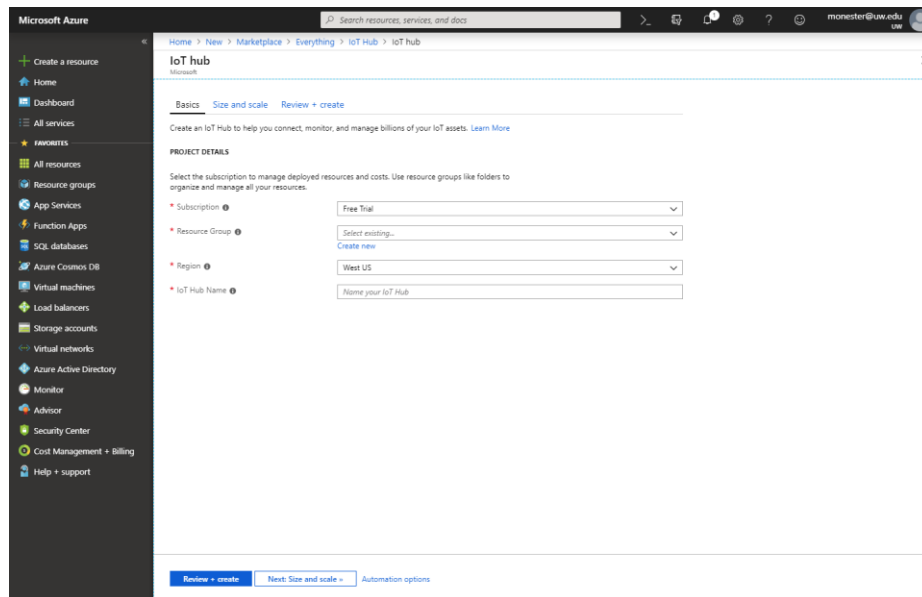 Microsoft Azure
Search resources, services, and docs
1
monester@uw.edu
UW
Create a resource
Home
Dashboard
All services
FAVORITES
All resources
Resource groups
App Services
Function Apps
SQL databases
Azure Cosmos DB
Virtual machines
Load balancers
Storage accounts
Virtual networks
Azure Active Directory
Monitor
Advisor
Security Center
Cost Management + Billing
Help + support
Home > New > Marketplace > Everything > IoT Hub > IoT hub
IoT hub
Microsoft
Basics Size and scale Review + create
Create an IoT Hub to help you connect, monitor, and manage billions of your IoT assets. Learn More
PROJECT DETAILS
Select the subscription to manage deployed resources and costs. Use resource groups like folders to
organize and manage all your resources.
* Subscription Free Trial
* Resource Group Select existing...
Create new
* Region West US
* IoT Hub Name Name your IoT Hub
Review + create Next: Size and scale » Automation options